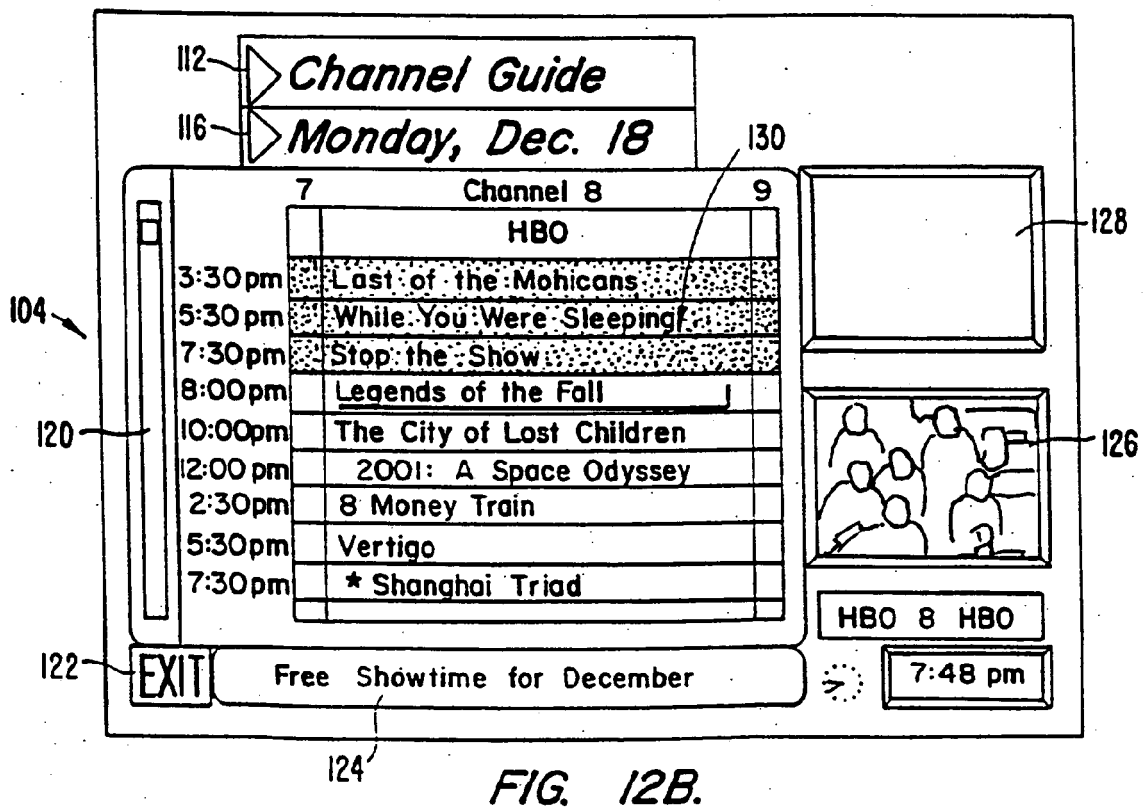 112 Channel Guide
116 Monday, Dec. 18
130
7 Channel 8 9
HBO
128
3:30pm Last of the Mohicans
104
5:30 pm While You Were Sleeping
7:30pm Stop the Show
8:00pm Legends of the Fall
120
10:00pm The City of Lost Children
126
12:00 pm 2001: A Space Odyssey
2:30pm 8 Money Train
5:30pm Vertigo
7:30pm * Shanghai Triad
HBO 8 HBO
122 EXIT Free Showtime for December 7:48 pm
124
FIG. 12B.